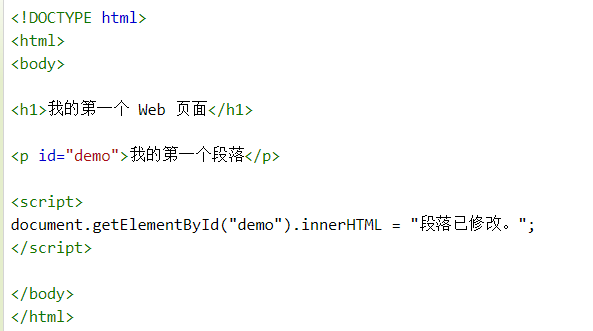 <!DOCTYPE html>
<html>
<body>
<h1>我的第一个 Web 页面</h1>
<p id="demo">我的第一个段落</p>
<script>
document.getElementById("demo").innerHTML = "段落已修改。";
</script>
</body>
</html>